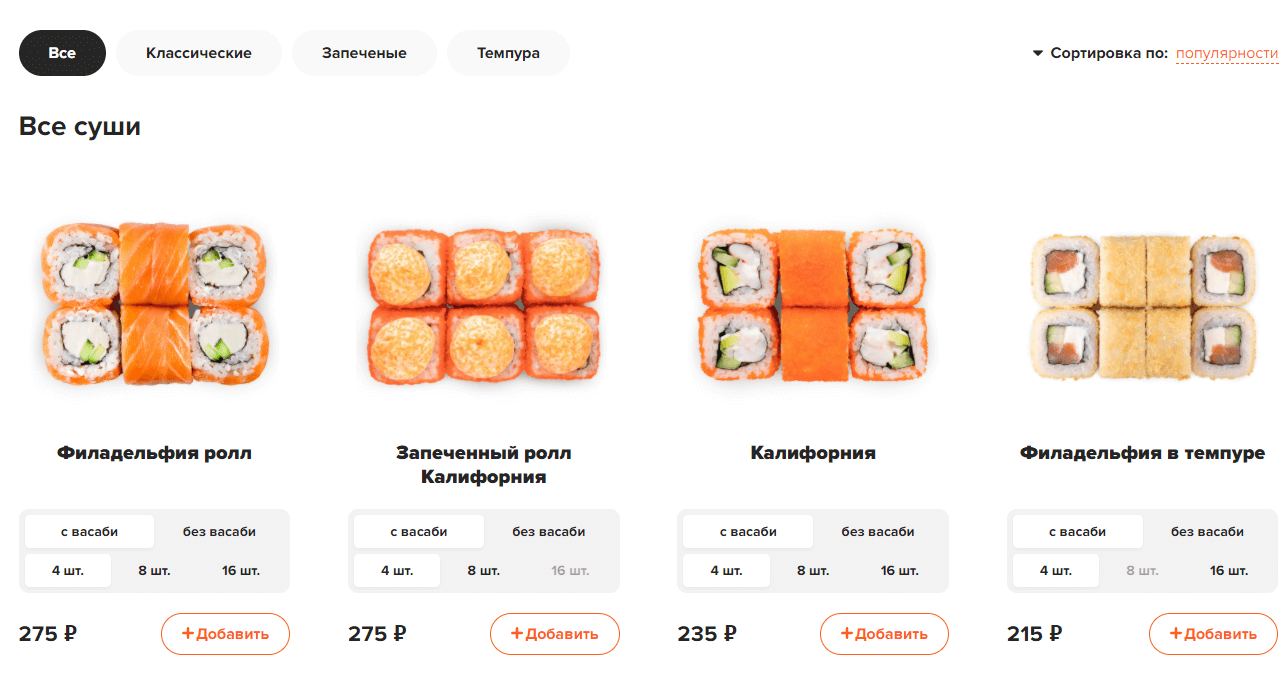 Все Классические Запеченые Темпура Сортировка по: популярности
Все суши
Филадельфия ролл
Запеченный ролл
Калифорния
Калифорния
Филадельфия в темпуре
с васаби без васаби
4 шт. 8 шт. 16 шт.
275 ₽ +Добавить
с васаби без васаби
4 шт. 8 шт. 16 шт.
275 ₽ +Добавить
с васаби без васаби
4 шт. 8 шт. 16 шт.
235 ₽ +Добавить
с васаби без васаби
4 шт. 8 шт. 16 шт.
215 ₽ +Добавить